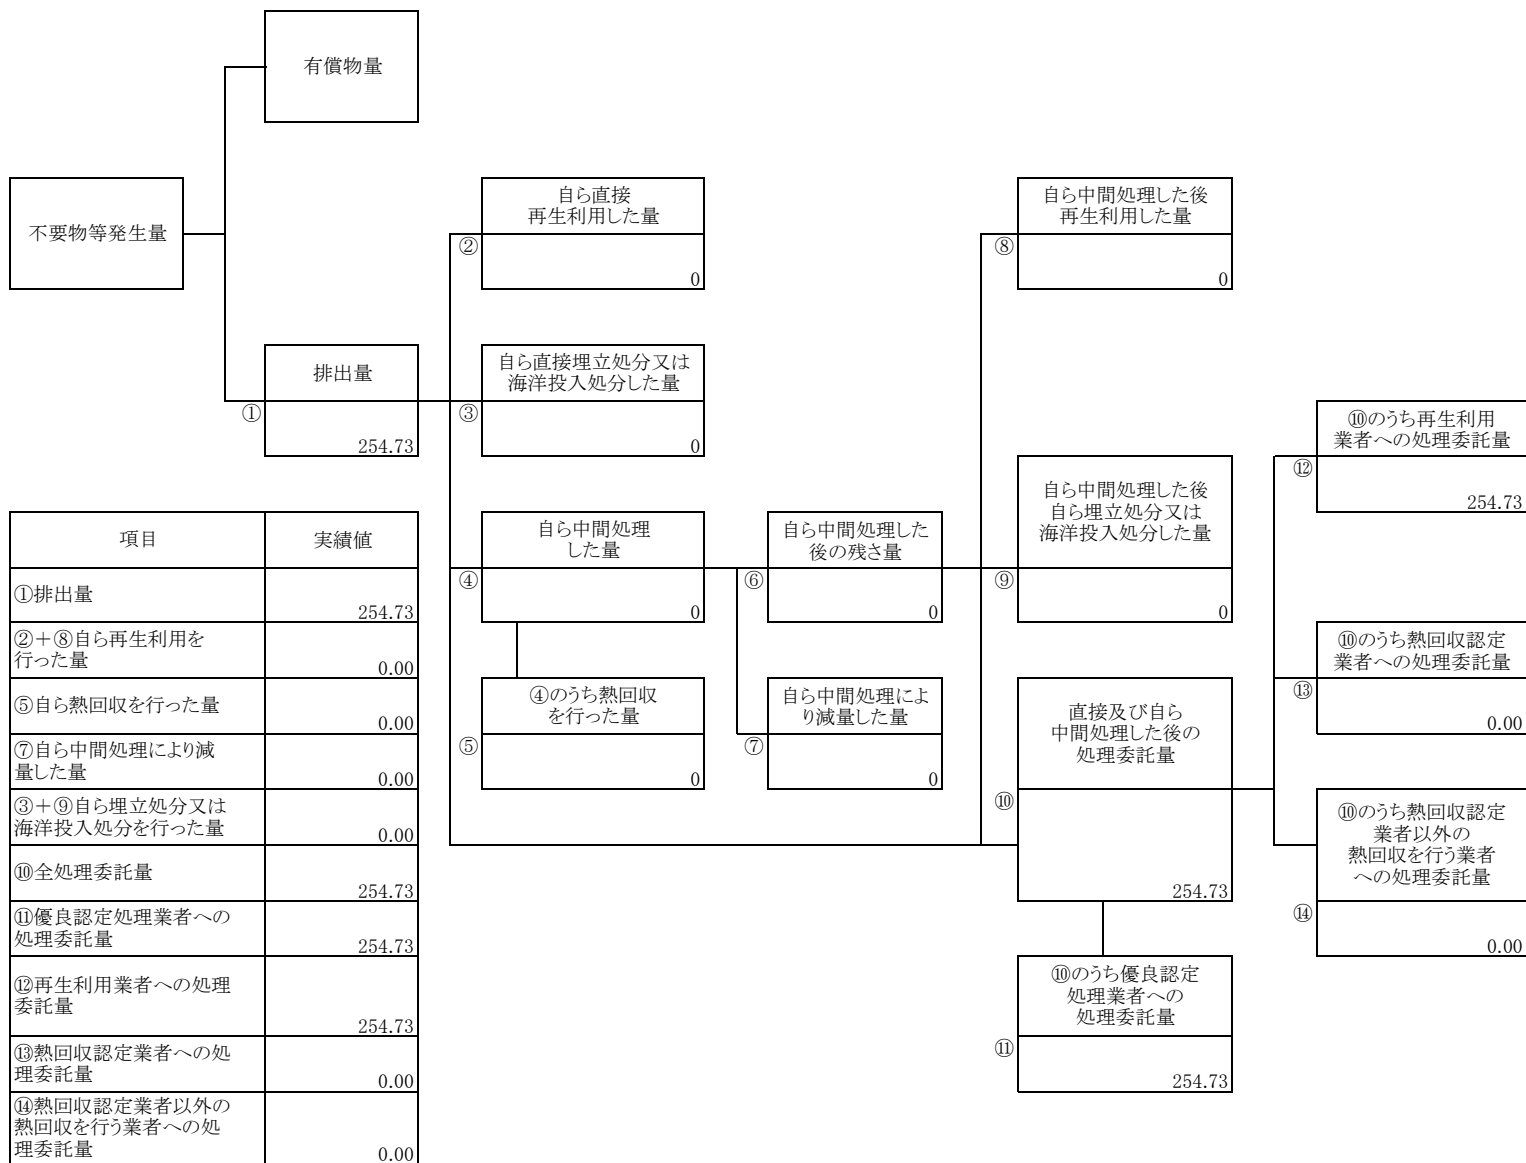 有償物量
不要物等発生量
自ら直接
再生利用した量
②
0
自ら中間処理した後
再生利用した量
⑧
0
排出量
①
254.73
自ら直接埋立処分又は
海洋投入処分した量
③
0
⑩のうち再生利用
業者への処理委託量
⑫
254.73
自ら中間処理
した量
④
0
自ら中間処理した
後の残さ量
⑥
0
自ら中間処理した後
自ら埋立処分又は
海洋投入処分した量
⑨
0
⑩のうち熱回収認定
業者への処理委託量
⑬
0.00
④のうち熱回収
を行った量
⑤
0
自ら中間処理によ
り減量した量
⑦
0
直接及び自ら
中間処理した後の
処理委託量
⑩
254.73
⑩のうち熱回収認定
業者以外の
熱回収を行う業者
への処理委託量
⑭
0.00
⑩のうち優良認定
処理業者への
処理委託量
⑪
254.73
項目 実績値
①排出量
254.73
②+⑧自ら再生利用を
行った量
0.00
⑤自ら熱回収を行った量
0.00
⑦自ら中間処理により減
量した量
0.00
③+⑨自ら埋立処分又は
海洋投入処分を行った量
0.00
⑩全処理委託量
254.73
⑪優良認定処理業者への
処理委託量
254.73
⑫再生利用業者への処理
委託量
254.73
⑬熱回収認定業者への処
理委託量
0.00
⑭熱回収認定業者以外の
熱回収を行う業者への処
理委託量
0.00